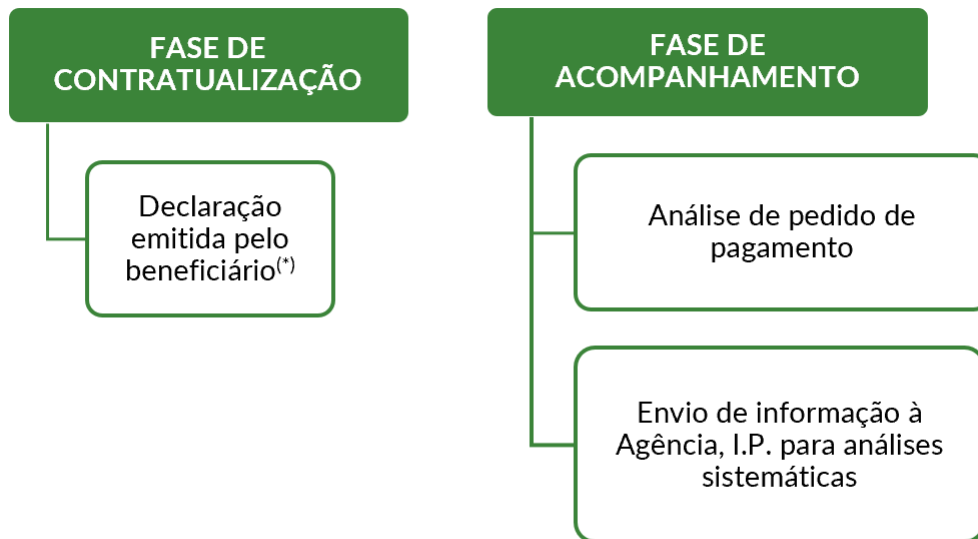 FASE DE
CONTRATUALIZAÇÃO
Declaração
emitida pelo
beneficiário(*)
FASE DE
ACOMPANHAMENTO
Análise de pedido de
pagamento
Envio de informação à
Agência, I.P. para análises
sistemáticas